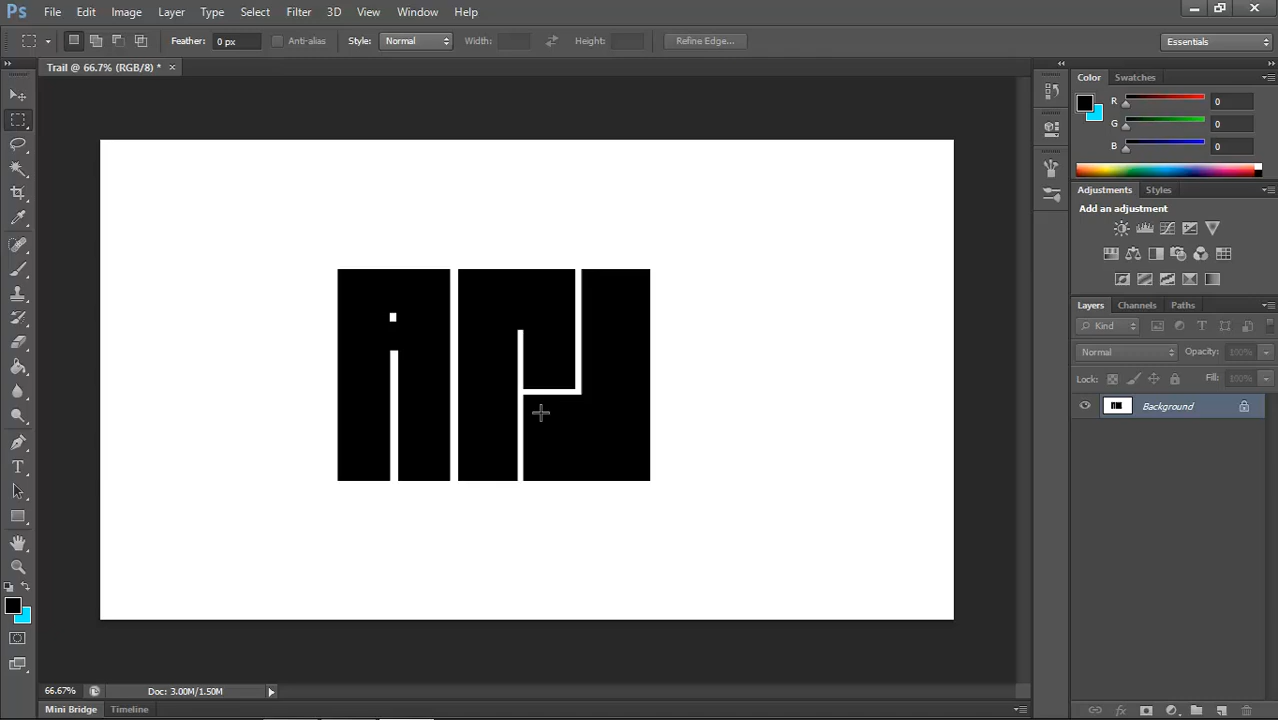 Ps File Edit Image Layer Type Select Filter 3D View Window Help
Feather: 0 px Anti-alias Style: Normal Width: Height: Refine Edge... Essentials
Trail @ 66.7% (RGB/8) * ×
Color Swatches
R 0
G 0
B 0
Adjustments Styles
Add an adjustment
Layers Channels Paths
Kind
Normal Opacity: 100%
Lock: Fill: 100%
Background
66.67% Doc: 3.00M/1.50M
Mini Bridge Timeline